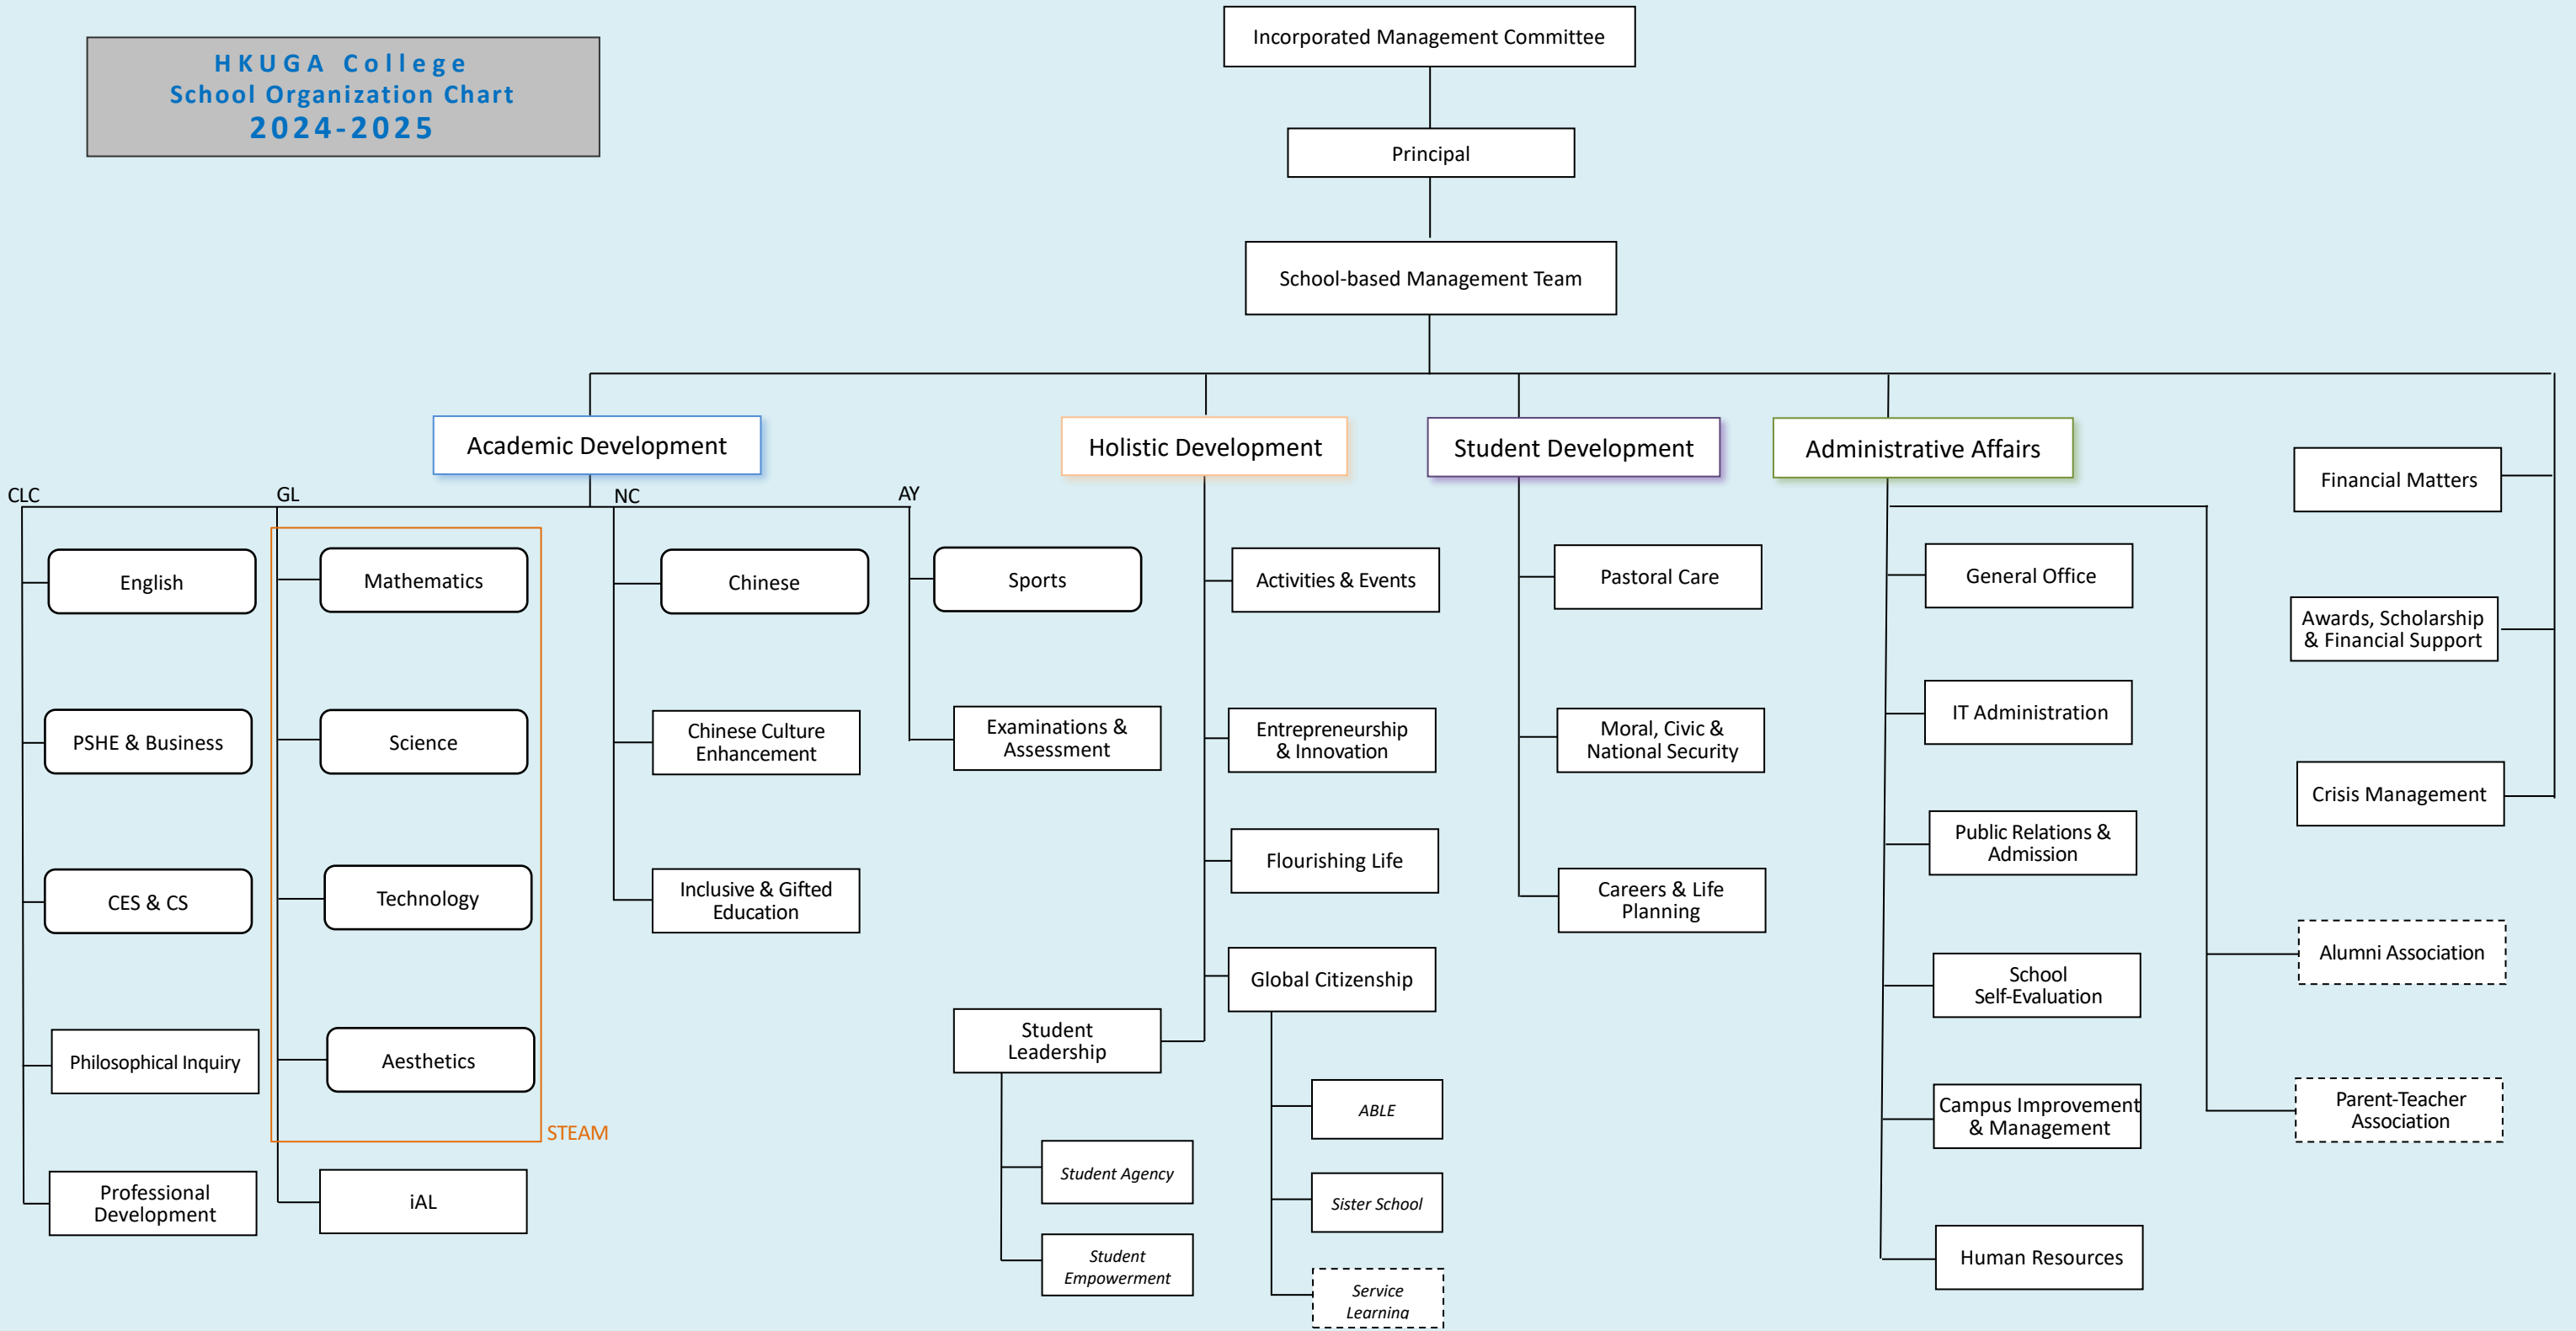 HKUGA College
School Organization Chart
2024-2025
Incorporated Management Committee
Principal
School-based Management Team
Academic Development
Holistic Development
Student Development
Administrative Affairs
Financial Matters
Awards, Scholarship
& Financial Support
Crisis Management
CLC
English
PSHE & Business
CES & CS
Philosophical Inquiry
Professional
Development
GL
Mathematics
Science
Technology
Aesthetics
STEAM
iAL
NC
Chinese
Chinese Culture
Enhancement
Inclusive & Gifted
Education
AY
Sports
Examinations &
Assessment
Activities & Events
Entrepreneurship
& Innovation
Flourishing Life
Global Citizenship
ABLE
Sister School
Service
Learning
Student
Leadership
Student Agency
Student
Empowerment
Pastoral Care
Moral, Civic &
National Security
Careers & Life
Planning
General Office
IT Administration
Public Relations &
Admission
School
Self-Evaluation
Campus Improvement
& Management
Human Resources
Alumni Association
Parent-Teacher
Association